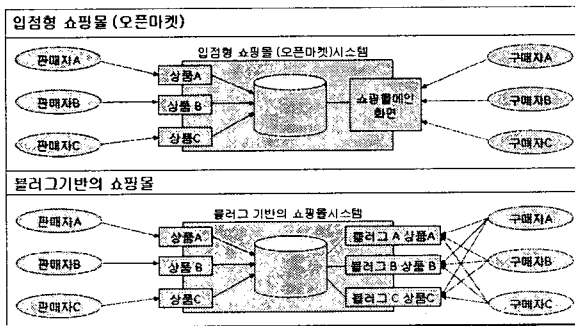 입점형 쇼핑몰 (오픈마켓)
입점형 쇼핑몰 (오픈마켓)시스템
판매자A
상품A
구매자A
판매자B
상품 B
쇼핑몰메인
화면
구매자B
판매자C
상품C
구매자C
블러그기반의 쇼핑몰
블러그 기반의 쇼핑몰시스템
판매자A
상품A
블러그 A 상품A
구매자A
판매자B
상품 B
블러그 B 상품 B
구매자B
판매자C
상품C
블러그 C 상품C
구매자C